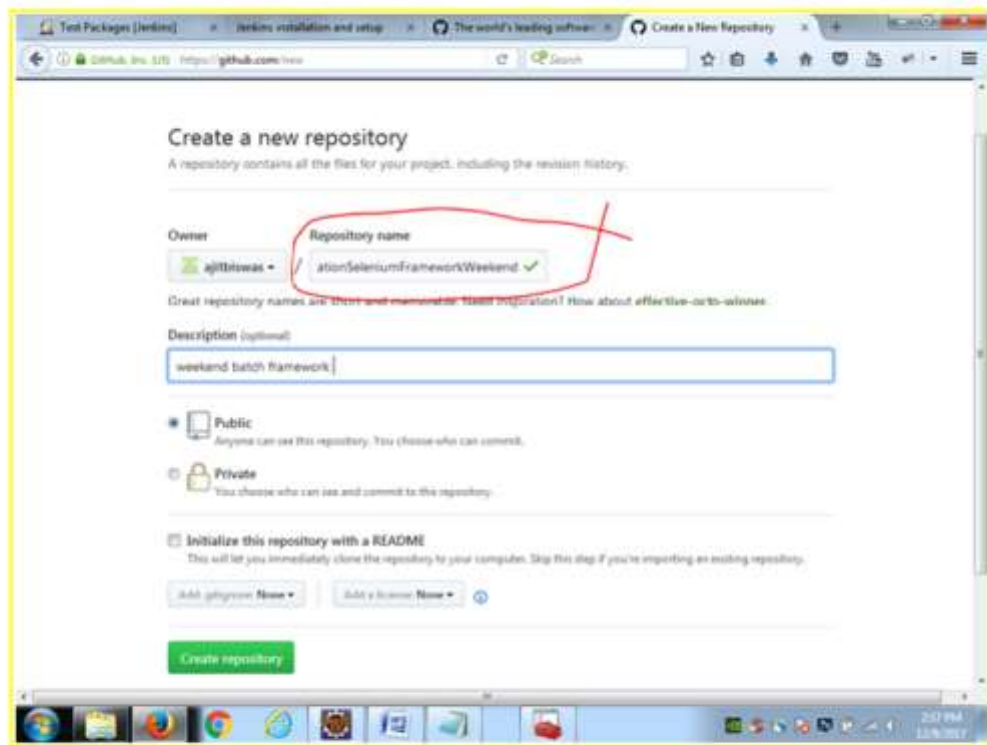 Test Packages [Jenkins]
Jenkins installation and setup
The world's leading softwar
Create a New Repository
GitHub, Inc. (US) https://github.com/new
Search
Create a new repository
A repository contains all the files for your project, including the revision history.
Owner Repository name
ajitbiswas / ationSeleniumFrameworkWeekend
Great repository names are short and memorable. Need inspiration? How about effective-octo-winner.
Description (optional)
weekend batch framework
Public
Anyone can see this repository. You choose who can commit.
Private
You choose who can see and commit to this repository.
Initialize this repository with a README
This will let you immediately clone the repository to your computer. Skip this step if you're importing an existing repository.
Add .gitignore: None Add a license: None
Create repository
2:57 PM